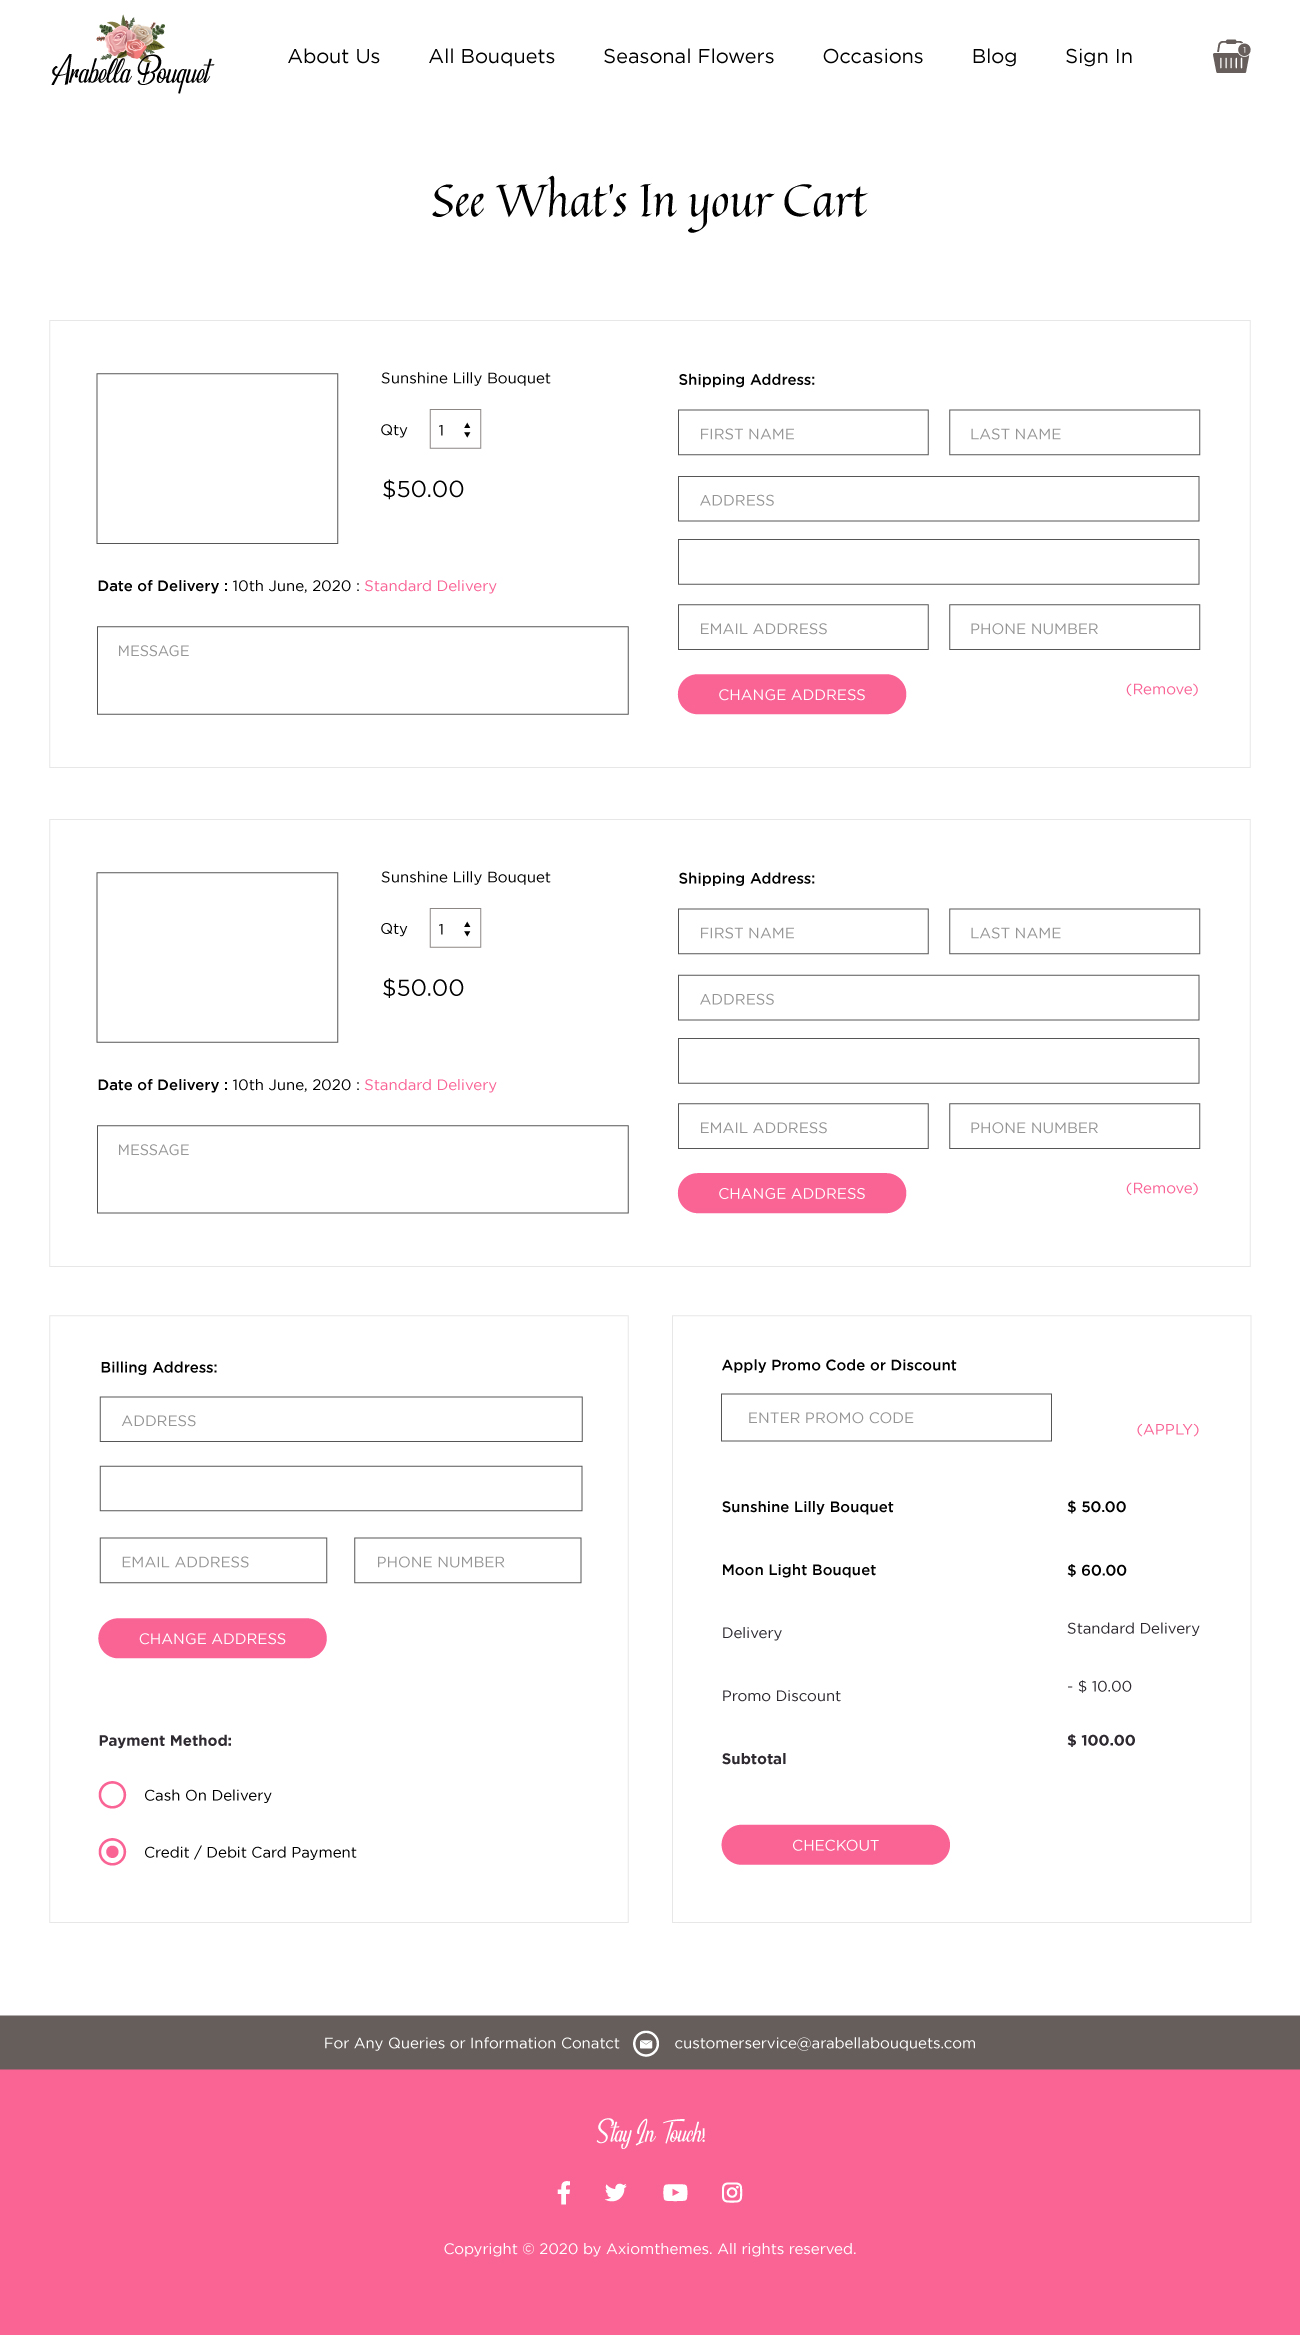 Arabella Bouquet
About Us All Bouquets Seasonal Flowers Occasions Blog Sign In 1
See What's In your Cart
Sunshine Lilly Bouquet
Qty 1
$50.00
Date of Delivery : 10th June, 2020 : Standard Delivery
MESSAGE
Shipping Address:
FIRST NAME LAST NAME
ADDRESS
EMAIL ADDRESS PHONE NUMBER
CHANGE ADDRESS (Remove)
Sunshine Lilly Bouquet
Qty 1
$50.00
Date of Delivery : 10th June, 2020 : Standard Delivery
MESSAGE
Shipping Address:
FIRST NAME LAST NAME
ADDRESS
EMAIL ADDRESS PHONE NUMBER
CHANGE ADDRESS (Remove)
Billing Address:
ADDRESS
EMAIL ADDRESS PHONE NUMBER
CHANGE ADDRESS
Payment Method:
Cash On Delivery
Credit / Debit Card Payment
Apply Promo Code or Discount
ENTER PROMO CODE (APPLY)
Sunshine Lilly Bouquet $ 50.00
Moon Light Bouquet $ 60.00
Delivery Standard Delivery
Promo Discount - $ 10.00
Subtotal $ 100.00
CHECKOUT
For Any Queries or Information Conatct customerservice@arabellabouquets.com
Stay In Touch!
Copyright © 2020 by Axiomthemes. All rights reserved.